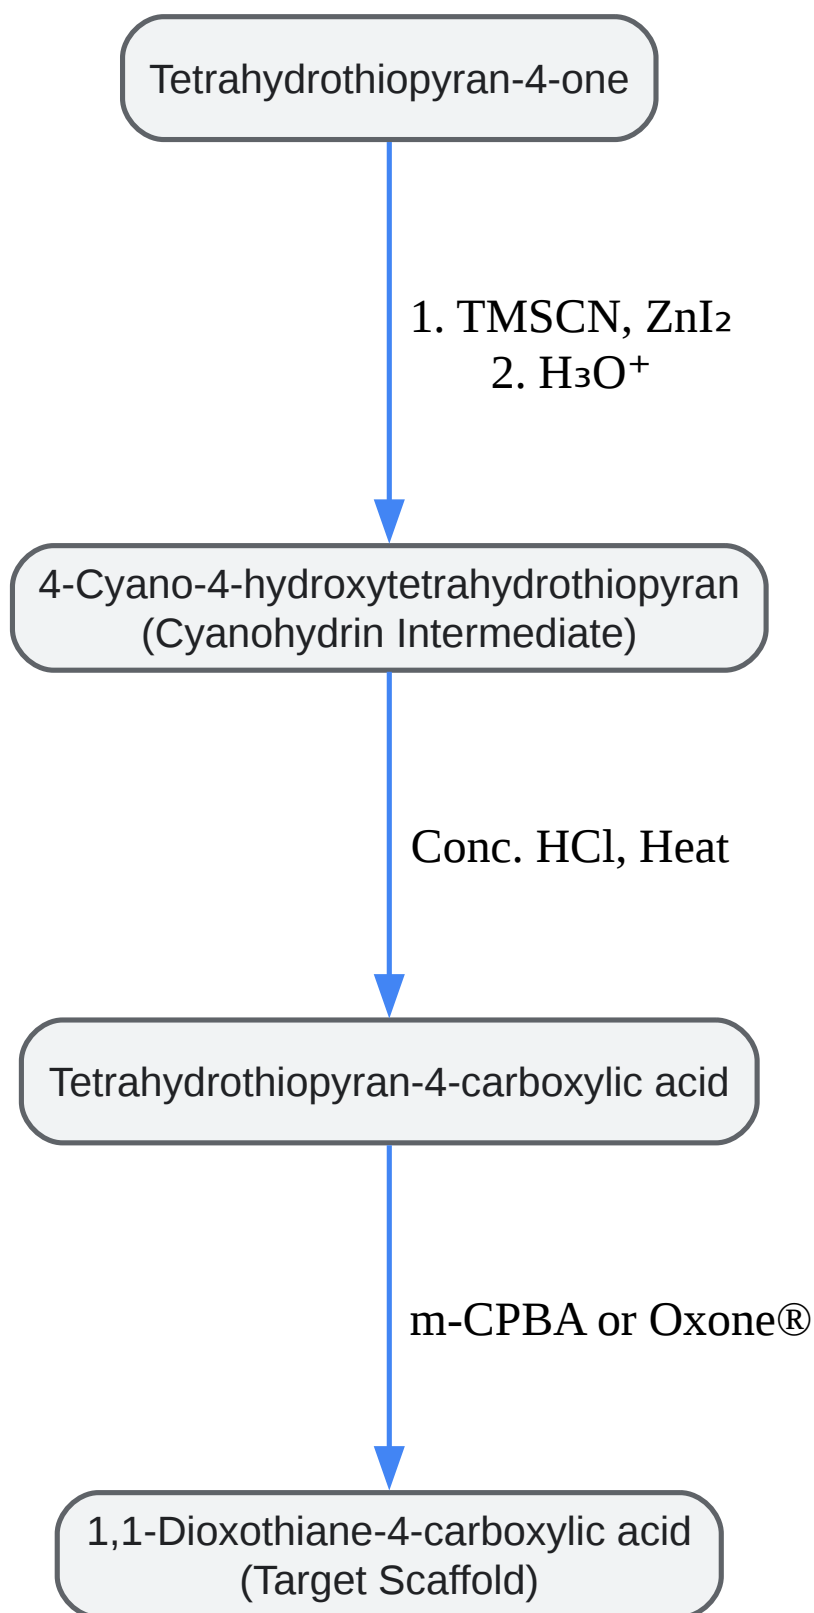 Tetrahydrothiopyran-4-one
1. TMSCN, ZnI₂
2. H₃O⁺
4-Cyano-4-hydroxytetrahydrothiopyran
(Cyanohydrin Intermediate)
Conc. HCl, Heat
Tetrahydrothiopyran-4-carboxylic acid
m-CPBA or Oxone®
1,1-Dioxothiane-4-carboxylic acid
(Target Scaffold)